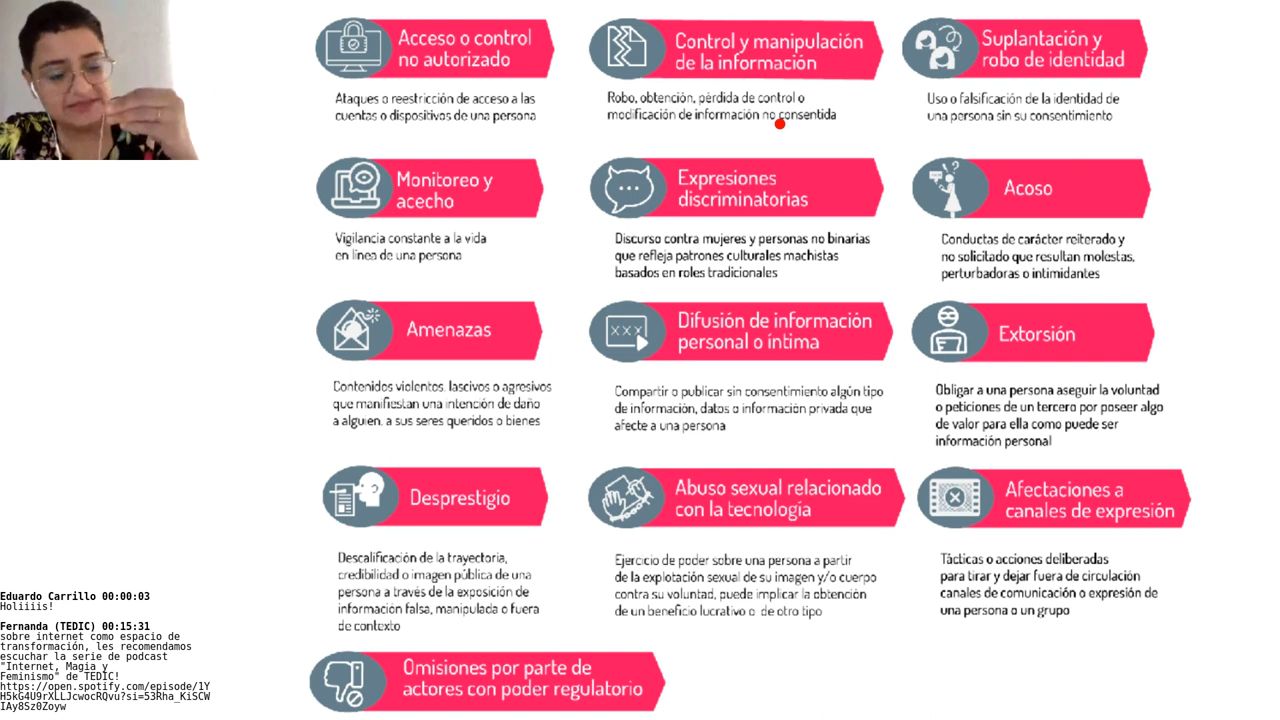 Acceso o control
no autorizado
Ataques o reestricción de acceso a las
cuentas o dispositivos de una persona
Control y manipulación
de la información
Robo, obtención, pérdida de control o
modificación de información no consentida
Suplantación y
robo de identidad
Uso o falsificación de la identidad de
una persona sin su consentimiento
Monitoreo y
acecho
Vigilancia constante a la vida
en línea de una persona
Expresiones
discriminatorias
Discurso contra mujeres y personas no binarias
que refleja patrones culturales machistas
basados en roles tradicionales
Acoso
Conductas de carácter reiterado y
no solicitado que resultan molestas,
perturbadoras o intimidantes
Amenazas
Contenidos violentos, lascivos o agresivos
que manifiestan una intención de daño
a alguien, a sus seres queridos o bienes
Difusión de información
personal o íntima
XXX
Compartir o publicar sin consentimiento algún tipo
de información, datos o información privada que
afecte a una persona
Extorsión
Obligar a una persona aseguir la voluntad
o peticiones de un tercero por poseer algo
de valor para ella como puede ser
información personal
Desprestigio
Descalificación de la trayectoria,
credibilidad o imagen pública de una
persona a través de la exposición de
información falsa, manipulada o fuera
de contexto
Abuso sexual relacionado
con la tecnología
Ejercicio de poder sobre una persona a partir
de la explotación sexual de su imagen y/o cuerpo
contra su voluntad, puede implicar la obtención
de un beneficio lucrativo o de otro tipo
Afectaciones a
canales de expresión
Tácticas o acciones deliberadas
para tirar y dejar fuera de circulación
canales de comunicación o expresión de
una persona o un grupo
Omisiones por parte de
actores con poder regulatorio
Eduardo Carrillo 00:00:03
Holiiiis!
Fernanda (TEDIC) 00:15:31
sobre internet como espacio de
transformación, les recomendamos
escuchar la serie de podcast
"Internet, Magia y
Feminismo" de TEDIC!
https://open.spotify.com/episode/1Y
H5kG4U9rXLLJcwocRQvu?si=53Rha_KiSCW
IAy8Sz0Zoyw